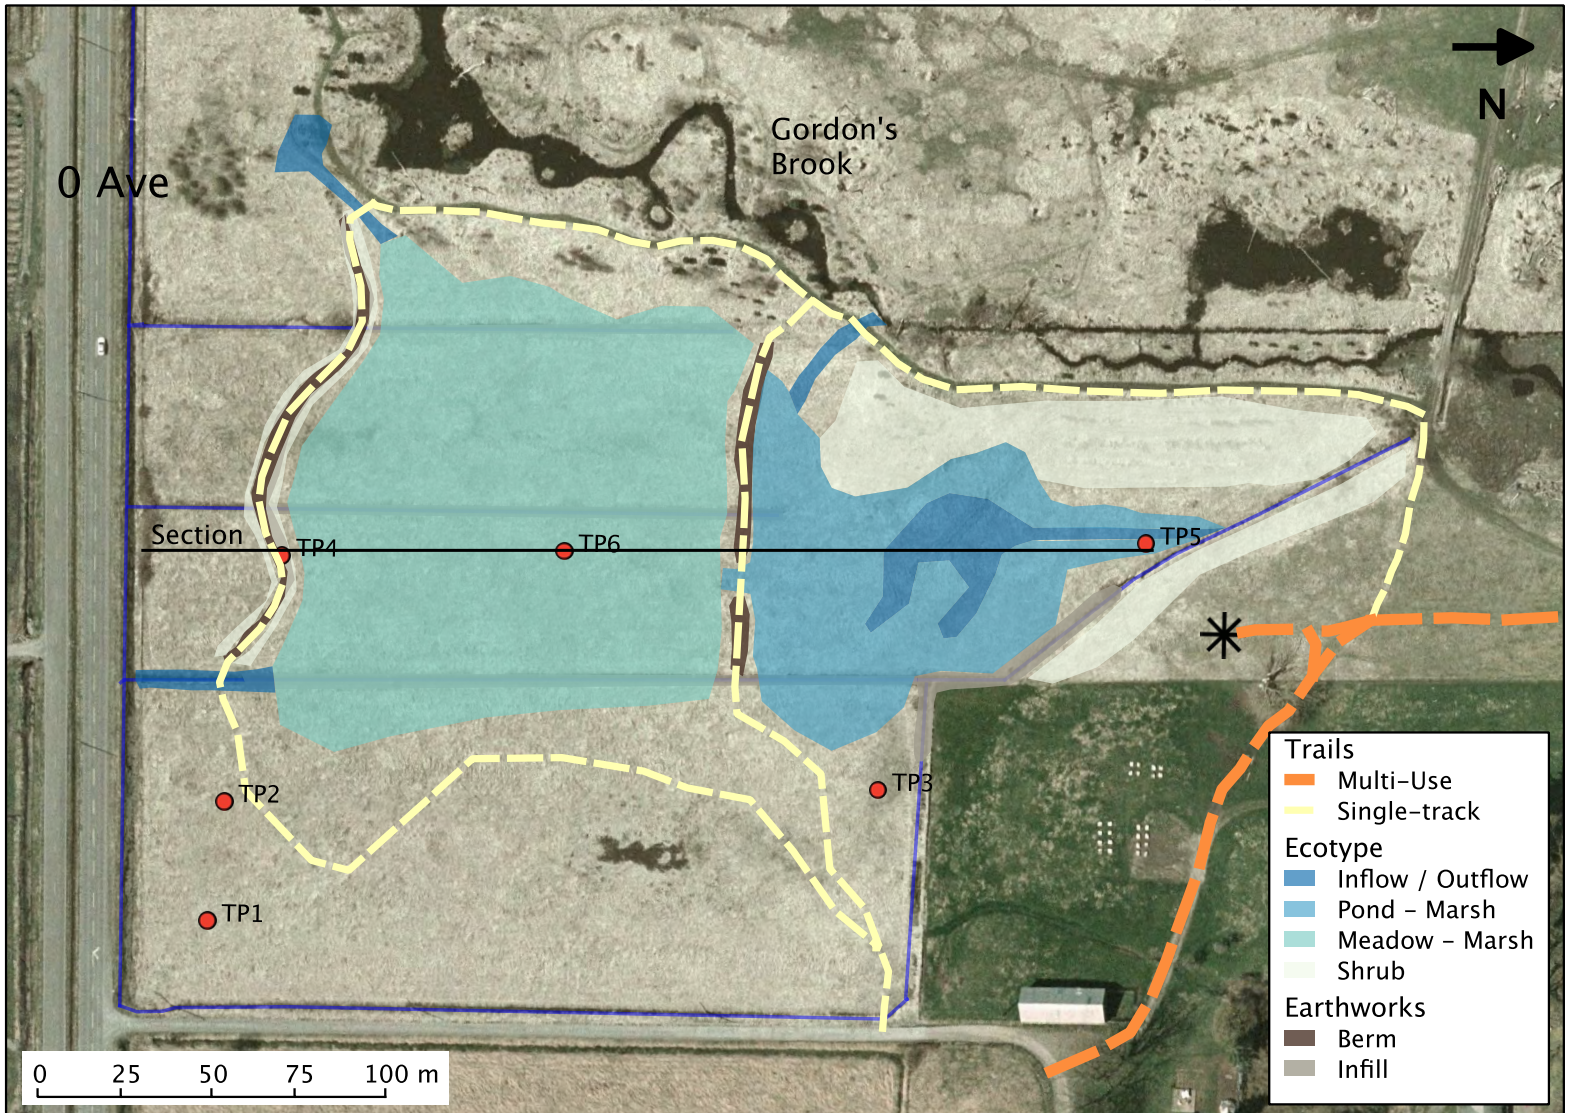 N
Gordon's
Brook
0 Ave
Section
TP4
TP6
TP5
TP2
TP3
TP1
Trails
Multi-Use
Single-track
Ecotype
Inflow / Outflow
Pond - Marsh
Meadow - Marsh
Shrub
Earthworks
Berm
Infill
0 25 50 75 100 m